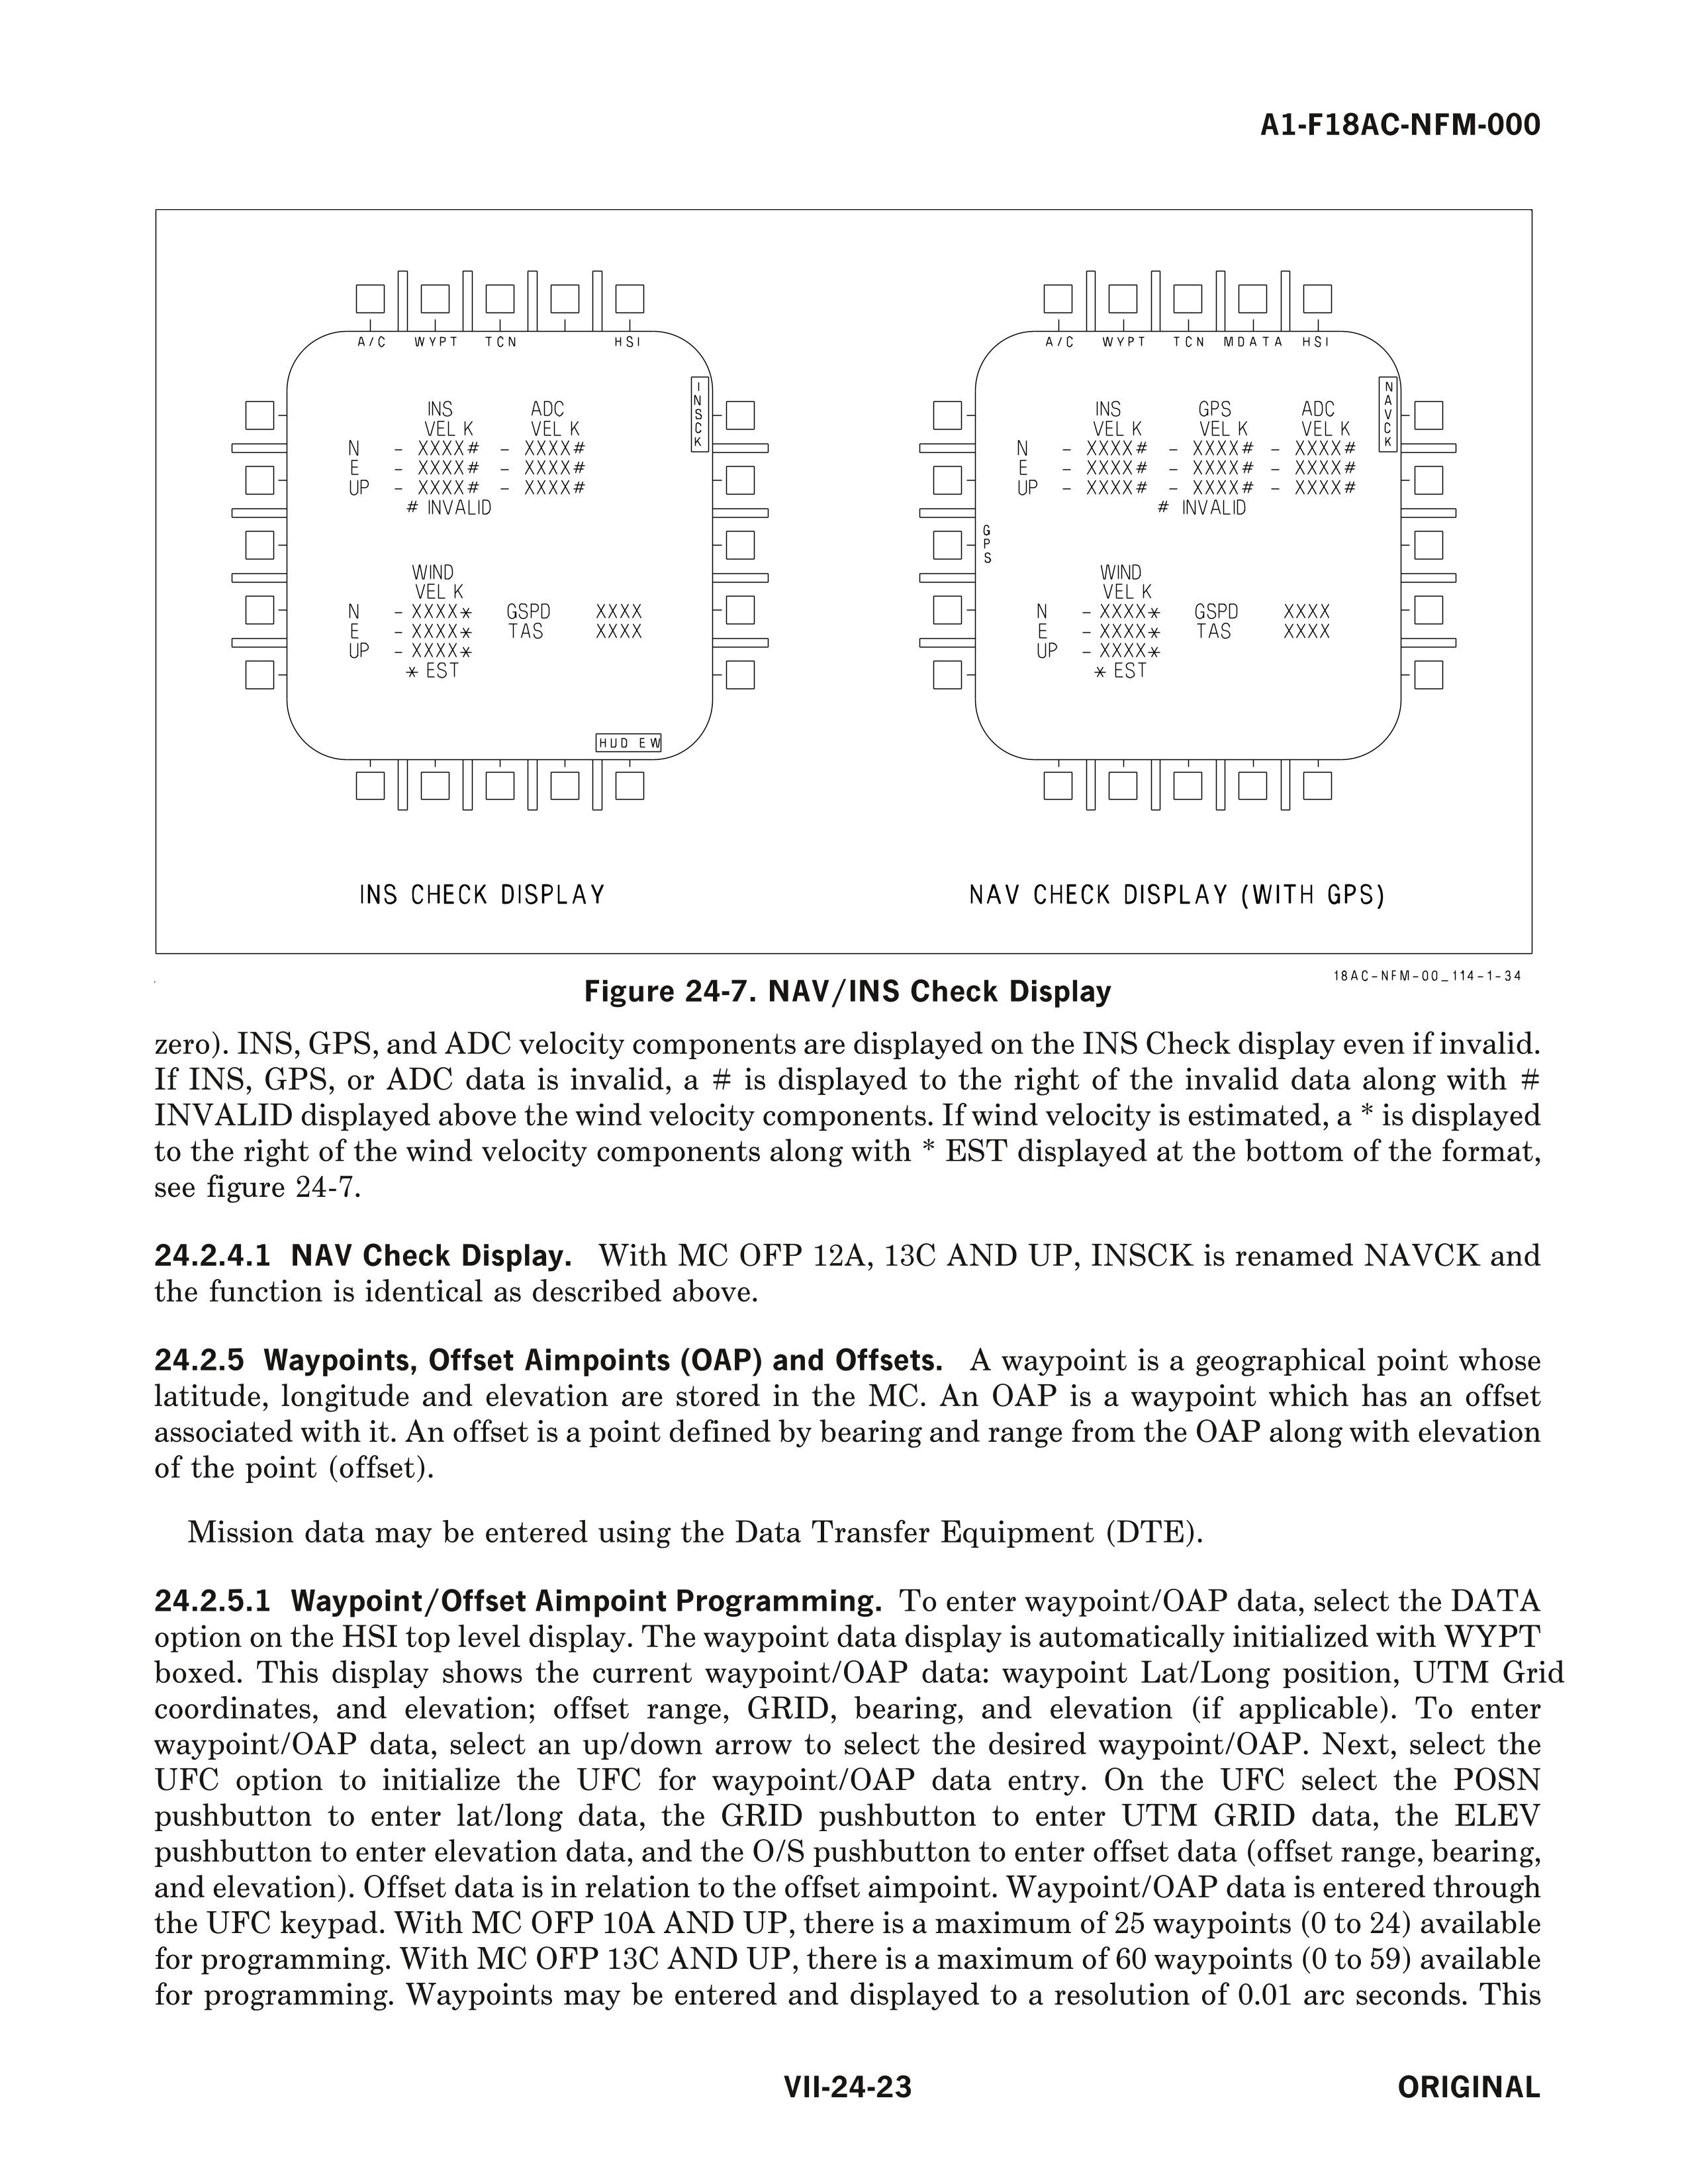 A1-F18AC-NFM-000
A/C WYPT TCN HSI
INSCK
INS ADC
VEL K VEL K
N - XXXX# - XXXX#
E - XXXX# - XXXX#
UP - XXXX# - XXXX#
# INVALID
WIND
VEL K
N - XXXX* GSPD XXXX
E - XXXX* TAS XXXX
UP - XXXX*
* EST
HUD EW
INS CHECK DISPLAY
A/C WYPT TCN MDATA HSI
NAVCK
INS GPS ADC
VEL K VEL K VEL K
N - XXXX# - XXXX# - XXXX#
E - XXXX# - XXXX# - XXXX#
UP - XXXX# - XXXX# - XXXX#
# INVALID
GPS
WIND
VEL K
N - XXXX* GSPD XXXX
E - XXXX* TAS XXXX
UP - XXXX*
* EST
NAV CHECK DISPLAY (WITH GPS)
18AC-NFM-00_114-1-34
Figure 24-7. NAV/INS Check Display
zero). INS, GPS, and ADC velocity components are displayed on the INS Check display even if invalid.
If INS, GPS, or ADC data is invalid, a # is displayed to the right of the invalid data along with #
INVALID displayed above the wind velocity components. If wind velocity is estimated, a * is displayed
to the right of the wind velocity components along with * EST displayed at the bottom of the format,
see figure 24-7.
24.2.4.1 NAV Check Display. With MC OFP 12A, 13C AND UP, INSCK is renamed NAVCK and
the function is identical as described above.
24.2.5 Waypoints, Offset Aimpoints (OAP) and Offsets. A waypoint is a geographical point whose
latitude, longitude and elevation are stored in the MC. An OAP is a waypoint which has an offset
associated with it. An offset is a point defined by bearing and range from the OAP along with elevation
of the point (offset).
Mission data may be entered using the Data Transfer Equipment (DTE).
24.2.5.1 Waypoint/Offset Aimpoint Programming. To enter waypoint/OAP data, select the DATA
option on the HSI top level display. The waypoint data display is automatically initialized with WYPT
boxed. This display shows the current waypoint/OAP data: waypoint Lat/Long position, UTM Grid
coordinates, and elevation; offset range, GRID, bearing, and elevation (if applicable). To enter
waypoint/OAP data, select an up/down arrow to select the desired waypoint/OAP. Next, select the
UFC option to initialize the UFC for waypoint/OAP data entry. On the UFC select the POSN
pushbutton to enter lat/long data, the GRID pushbutton to enter UTM GRID data, the ELEV
pushbutton to enter elevation data, and the O/S pushbutton to enter offset data (offset range, bearing,
and elevation). Offset data is in relation to the offset aimpoint. Waypoint/OAP data is entered through
the UFC keypad. With MC OFP 10A AND UP, there is a maximum of 25 waypoints (0 to 24) available
for programming. With MC OFP 13C AND UP, there is a maximum of 60 waypoints (0 to 59) available
for programming. Waypoints may be entered and displayed to a resolution of 0.01 arc seconds. This
VII-24-23
ORIGINAL